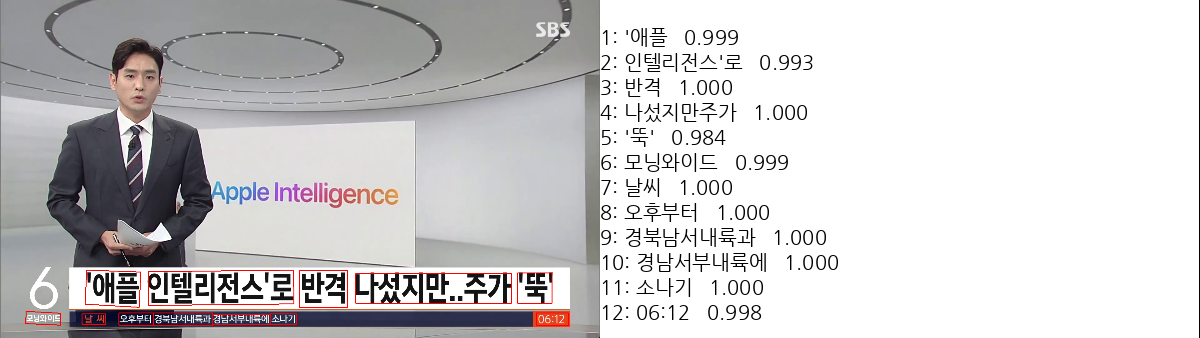 SBS
Apple Intelligence
'애플 인텔리전스'로 반격 나섰지만..주가 '뚝'
6
모닝와이드
날 씨 오후부터 경북남서내륙과 경남서부내륙에 소나기
06:12
1: '애플 0.999
2: 인텔리전스'로 0.993
3: 반격 1.000
4: 나섰지만주가 1.000
5: '뚝' 0.984
6: 모닝와이드 0.999
7: 날씨 1.000
8: 오후부터 1.000
9: 경북남서내륙과 1.000
10: 경남서부내륙에 1.000
11: 소나기 1.000
12: 06:12 0.998